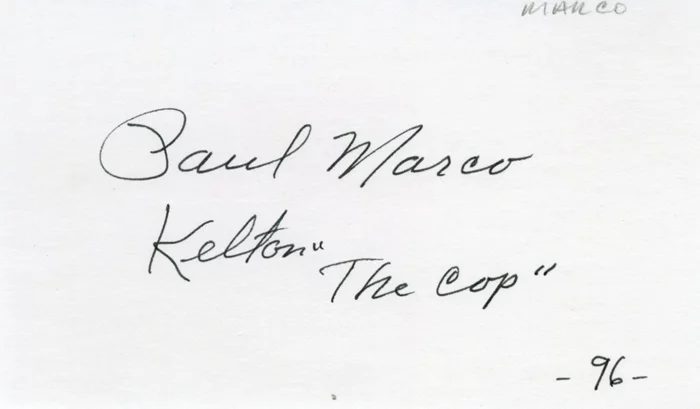 MARCO
Paul Marco
Kelton"
The Cop"
-96-